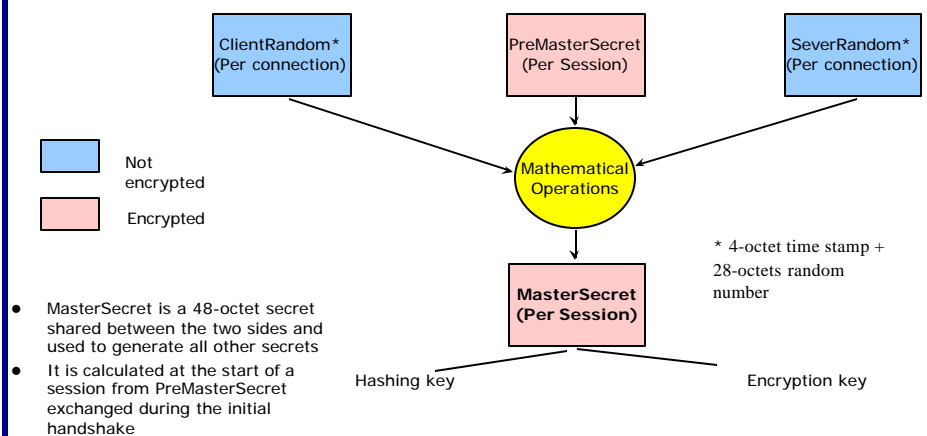 ClientRandom*
(Per connection)
PreMasterSecret
(Per Session)
SeverRandom*
(Per connection)
Not
encrypted
Encrypted
Mathematical
Operations
* 4-octet time stamp +
28-octets random
number
MasterSecret
(Per Session)
● MasterSecret is a 48-octet secret
shared between the two sides and
used to generate all other secrets
● It is calculated at the start of a
session from PreMasterSecret
exchanged during the initial
handshake
Hashing key
Encryption key